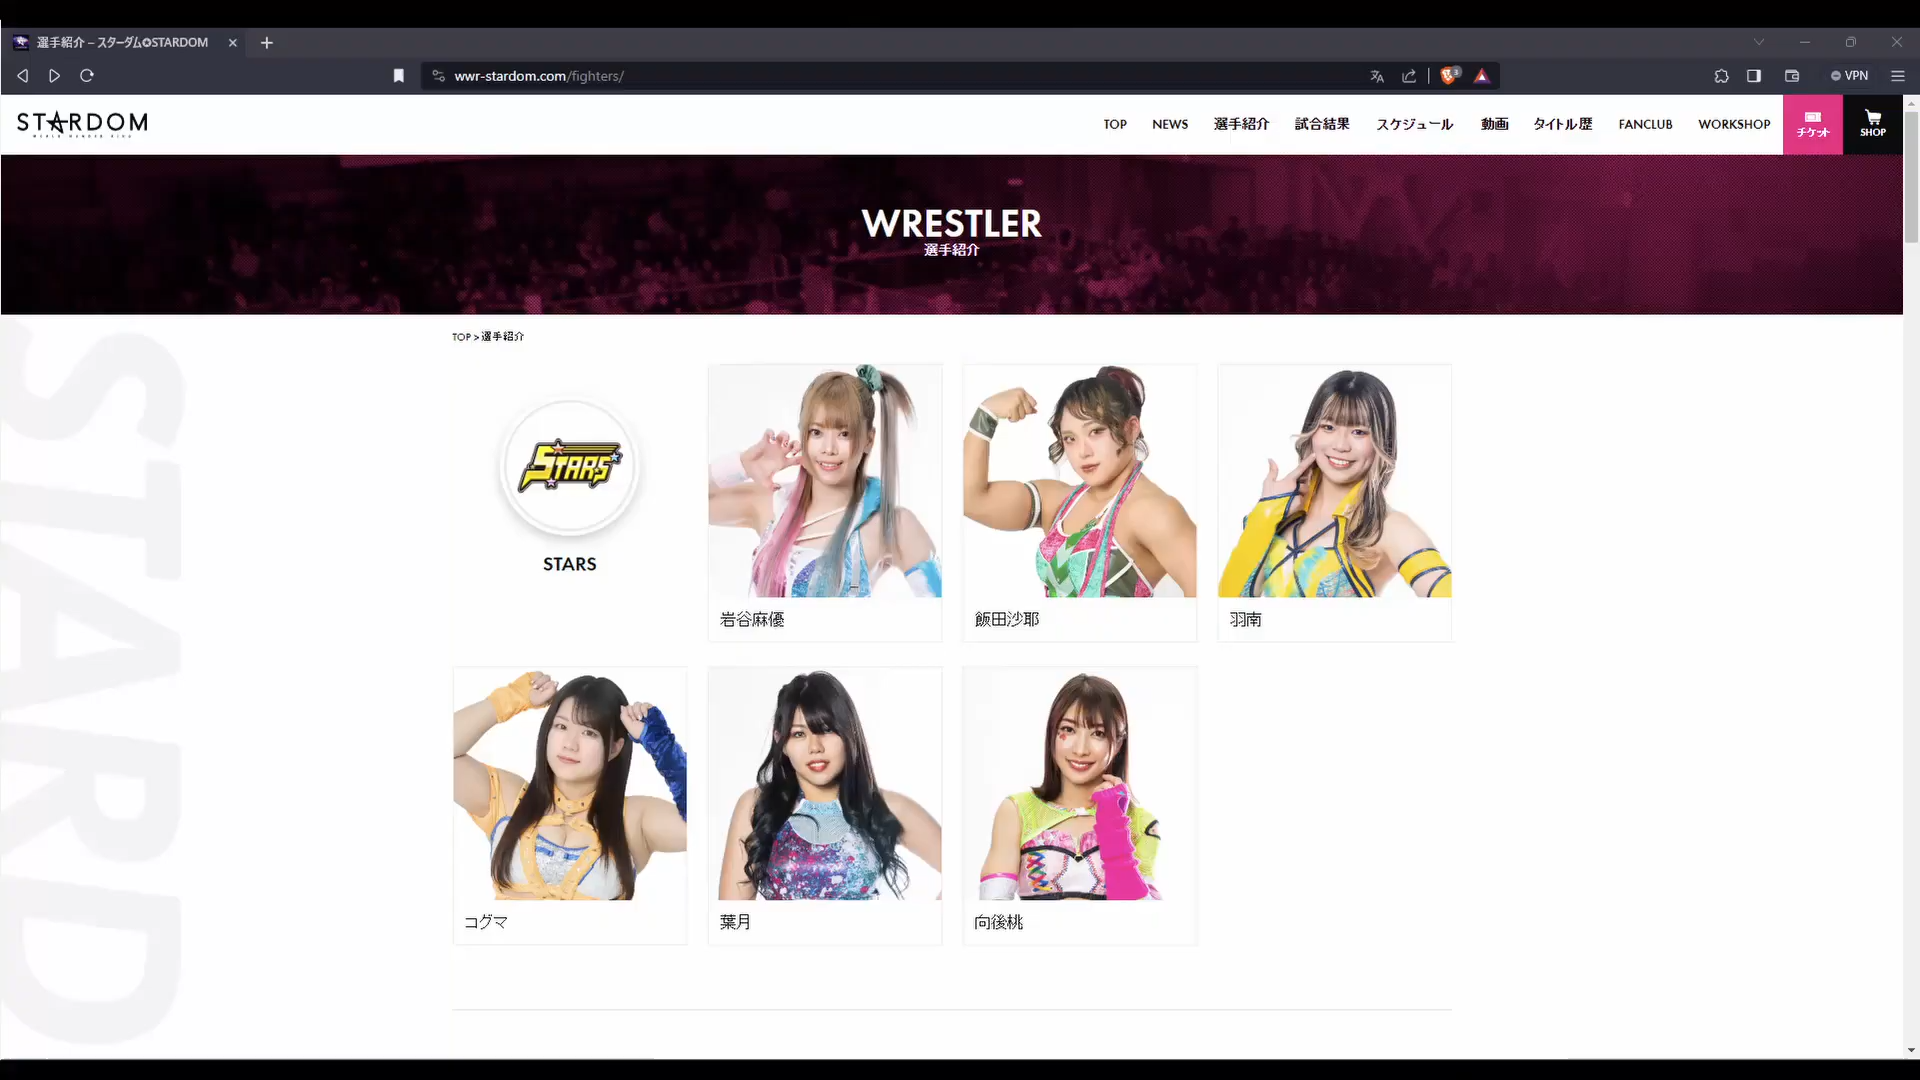 選手紹介 – スターダム✪STARDOM
wwr-stardom.com/fighters/
VPN
STARDOM
TOP
NEWS
選手紹介
試合結果
スケジュール
動画
タイトル歴
FANCLUB
WORKSHOP
チケット
SHOP
WRESTLER
選手紹介
TOP > 選手紹介
STARS
STARS
岩谷麻優
飯田沙耶
羽南
コグマ
葉月
向後桃
STARD